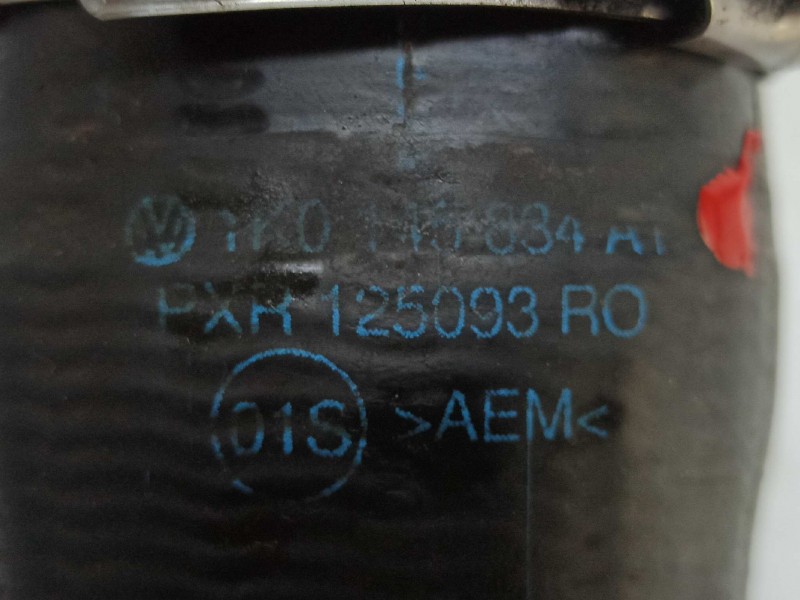 1K0 145 834 AT
PXR 125093 RO
01S >AEM<